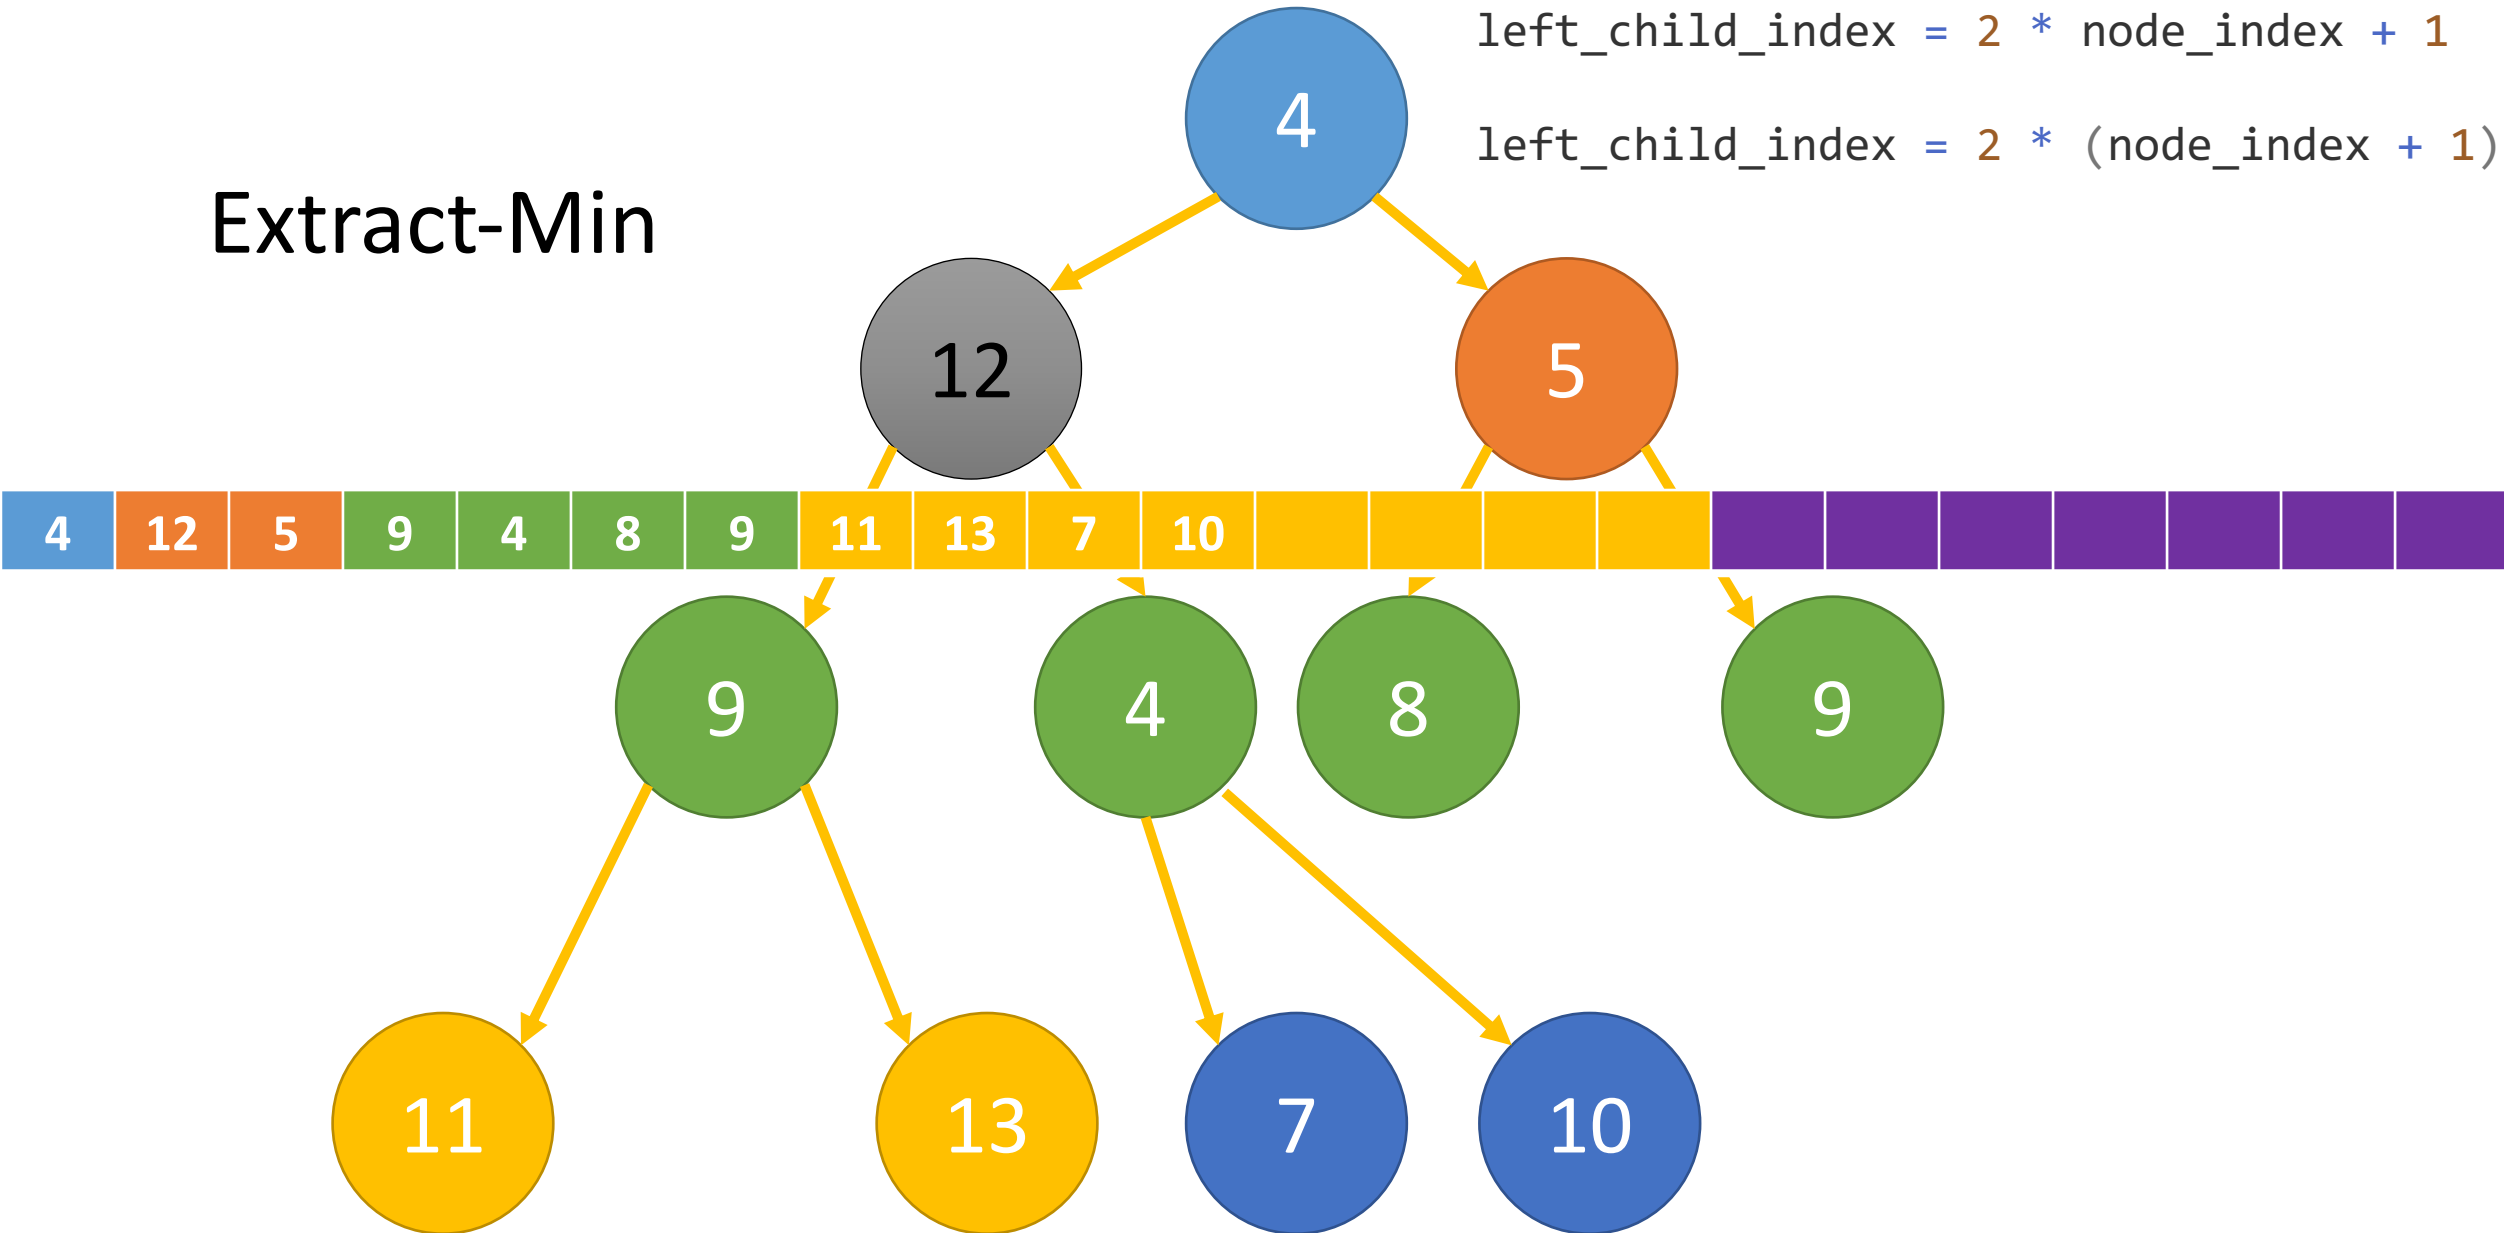 left_child_index = 2 * node_index + 1
4
left_child_index = 2 * (node_index + 1)
Extract-Min
12 5
4 12 5 9 4 8 9 11 13 7 10
9 4 8 9
11 13 7 10